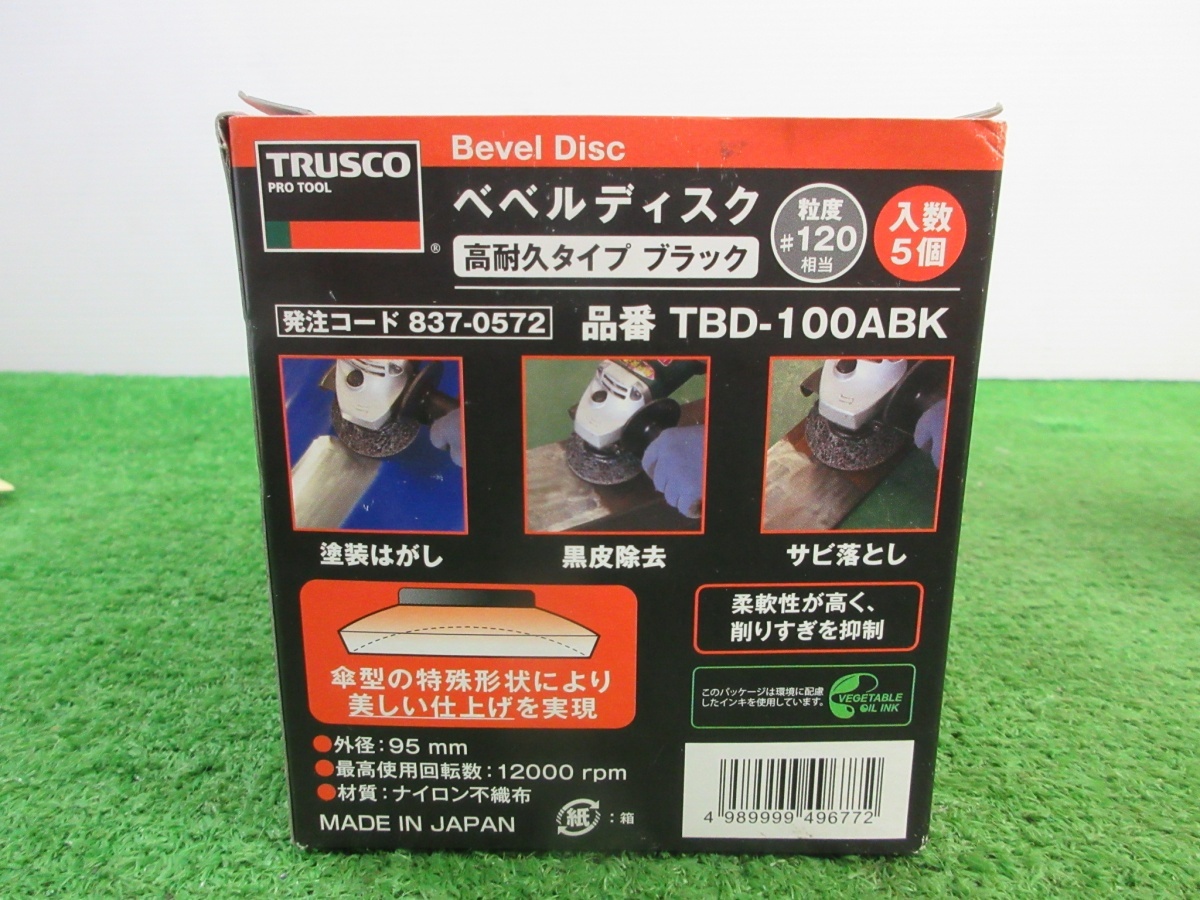 Bevel Disc
TRUSCO
PRO TOOL
®
ベベルディスク
高耐久タイプ ブラック
粒度
#120
相当
入数
5個
発注コード 837-0572
品番 TBD-100ABK
塗装はがし
黒皮除去
サビ落とし
傘型の特殊形状により
美しい仕上げを実現
柔軟性が高く、
削りすぎを抑制
このパッケージは環境に配慮
したインキを使用しています。
VEGETABLE
OIL INK
●外径：95 mm
●最高使用回転数：12000 rpm
●材質：ナイロン不織布
MADE IN JAPAN
紙：箱
4 989999 496772